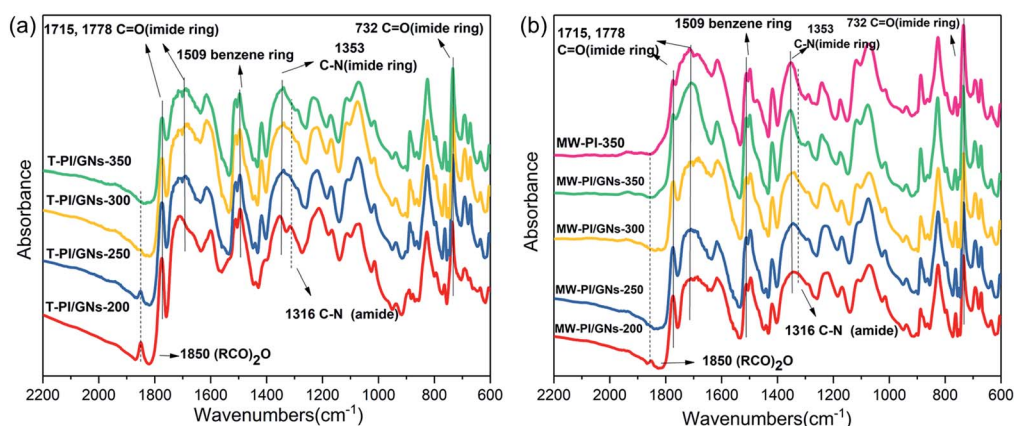 (a)
1715, 1778 C=O(imide ring)
1509 benzene ring
1353
C-N(imide ring)
732 C=O(imide ring)
T-PI/GNs-350
T-PI/GNs-300
T-PI/GNs-250
T-PI/GNs-200
1316 C-N (amide)
1850 (RCO)2O
Absorbance
2200 2000 1800 1600 1400 1200 1000 800 600
Wavenumbers(cm-1)
(b)
1715, 1778
C=O(imide ring)
1509 benzene ring
1353
C-N(imide ring)
732 C=O(imide ring)
MW-PI-350
MW-PI/GNs-350
MW-PI/GNs-300
MW-PI/GNs-250
MW-PI/GNs-200
1316 C-N (amide)
1850 (RCO)2O
Absorbance
2200 2000 1800 1600 1400 1200 1000 800 600
Wavenumbers(cm-1)